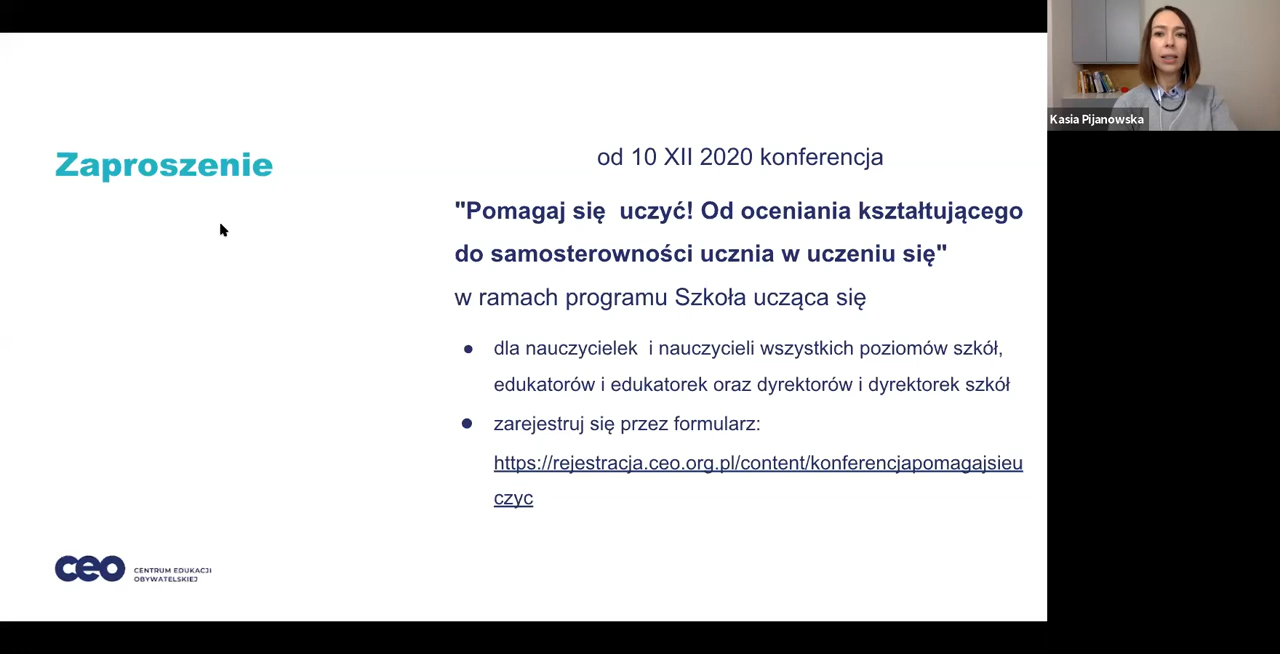 Kasia Pijanowska
Zaproszenie
od 10 XII 2020 konferencja
"Pomagaj się  uczyć! Od oceniania kształtującego
do samosterowności ucznia w uczeniu się"
w ramach programu Szkoła ucząca się
● dla nauczycielek  i nauczycieli wszystkich poziomów szkół,
edukatorów i edukatorek oraz dyrektorów i dyrektorek szkół
● zarejestruj się przez formularz:
https://rejestracja.ceo.org.pl/content/konferencjapomagajsieu
czyc
ceo CENTRUM EDUKACJI
OBYWATELSKIEJ